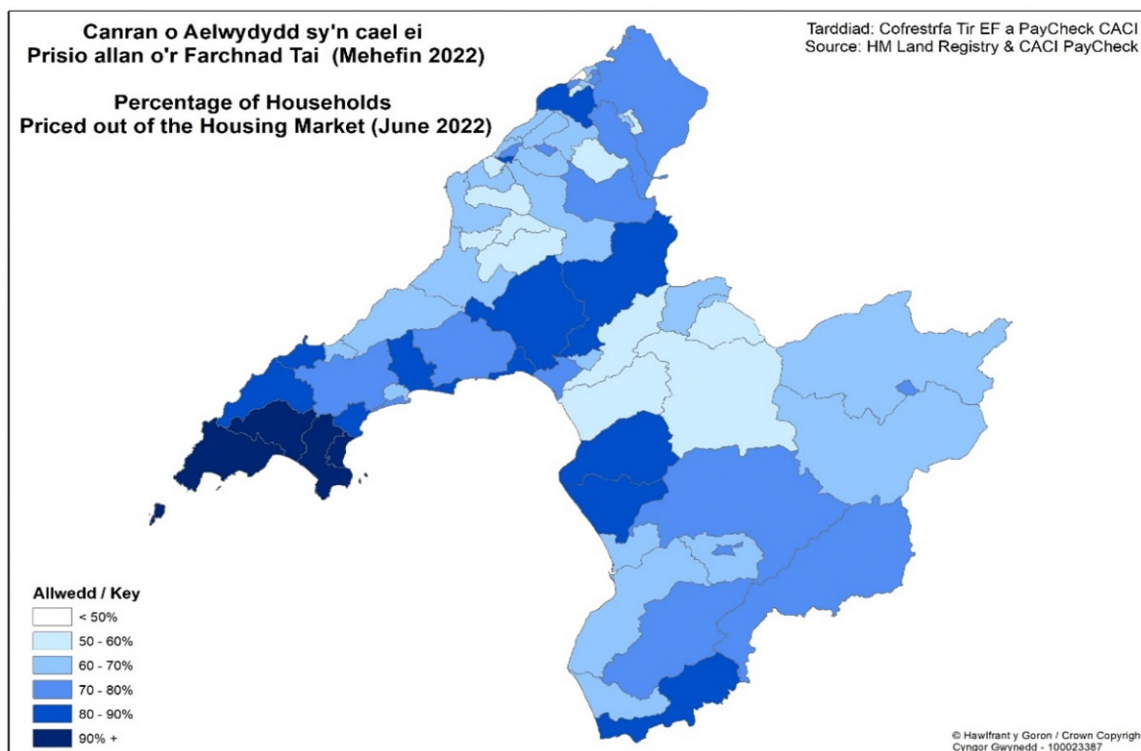 Canran o Aelwydydd sy'n cael ei
Prisio allan o'r Farchnad Tai (Mehefin 2022)
Percentage of Households
Priced out of the Housing Market (June 2022)
Tarddiad: Cofrestrfa Tir EF a PayCheck CACI
Source: HM Land Registry & CACI PayCheck
Allwedd / Key
< 50%
50 - 60%
60 - 70%
70 - 80%
80 - 90%
90% +
© Hawlfraint y Goron / Crown Copyrigh
Cyngor Gwynedd - 100023387